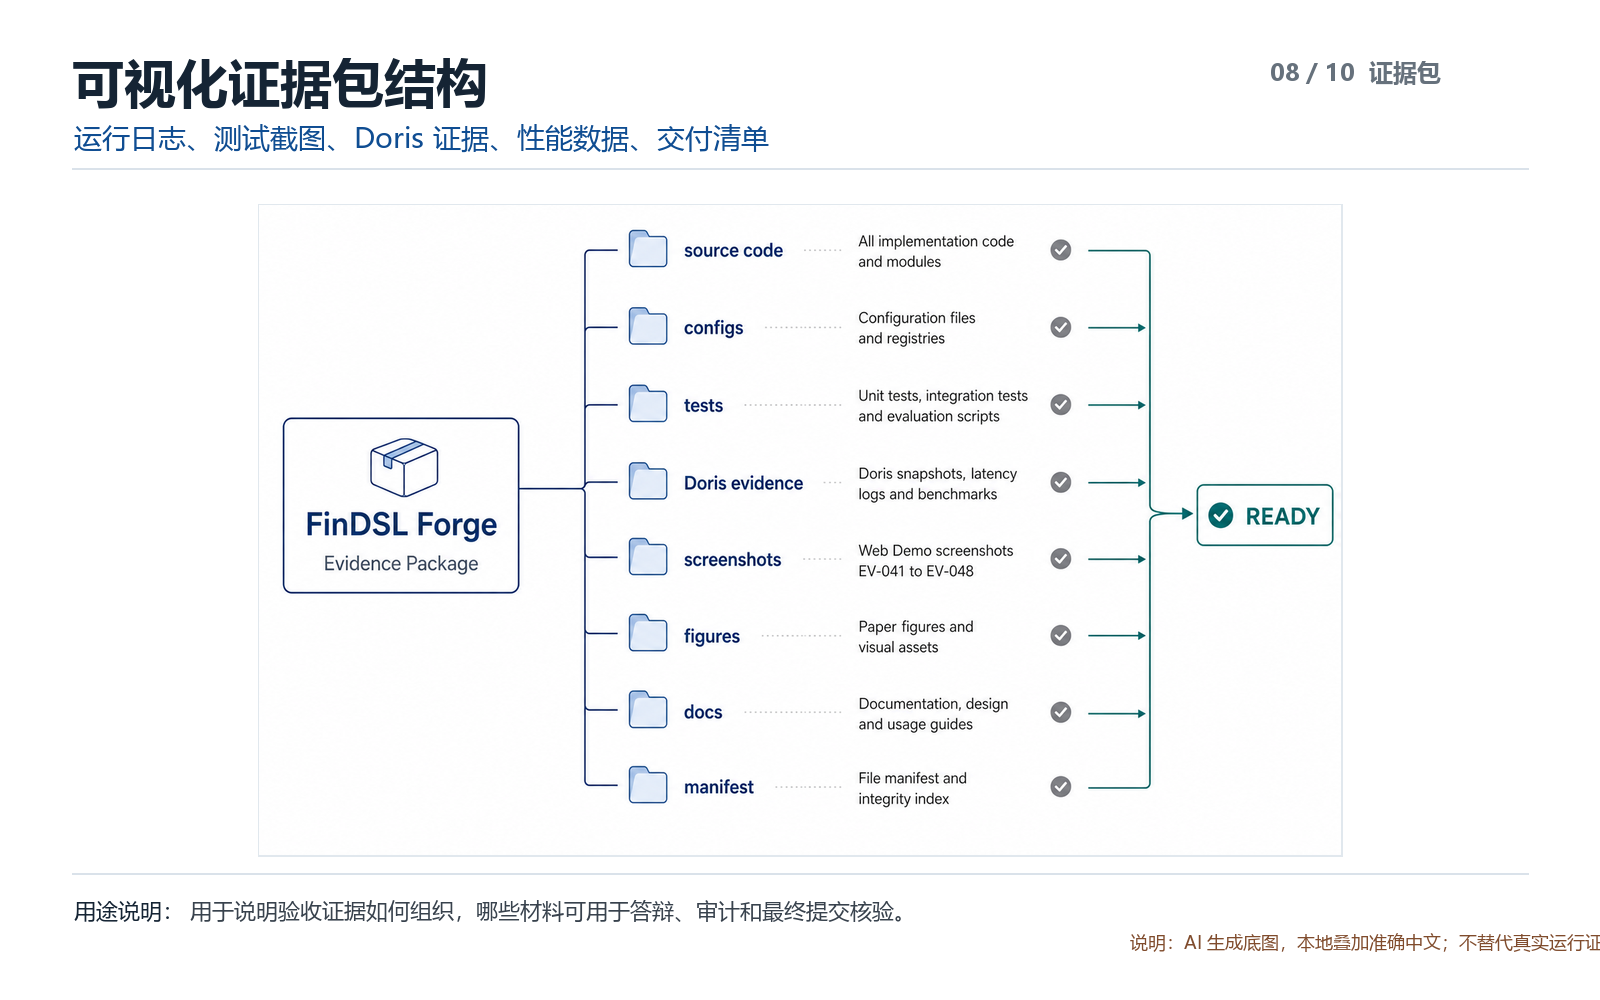 可视化证据包结构
08 / 10 证据包
运行日志、测试截图、Doris 证据、性能数据、交付清单
source code
All implementation code
and modules
configs
Configuration files
and registries
tests
Unit tests, integration tests
and evaluation scripts
FinDSL Forge
Evidence Package
Doris evidence
Doris snapshots, latency
logs and benchmarks
READY
screenshots
Web Demo screenshots
EV-041 to EV-048
figures
Paper figures and
visual assets
docs
Documentation, design
and usage guides
manifest
File manifest and
integrity index
用途说明： 用于说明验收证据如何组织，哪些材料可用于答辩、审计和最终提交核验。
说明：AI 生成底图，本地叠加准确中文；不替代真实运行证